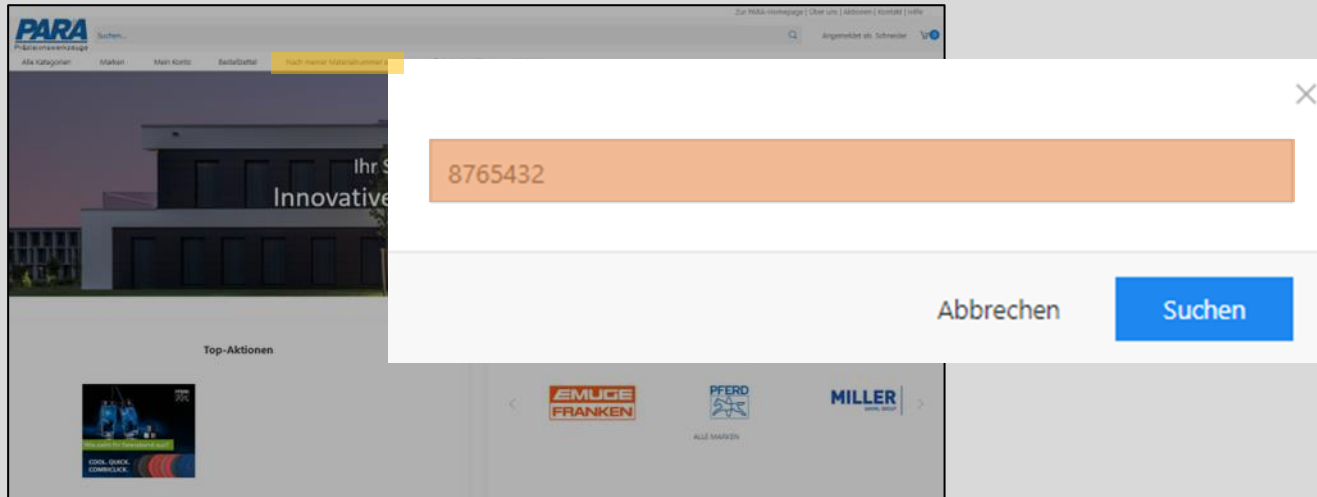 Zur PARA-Homepage | Über uns | Aktionen | Kontakt | Hilfe
PARA
Präzisionswerkzeuge
Suchen...
Angemeldet als Schneider
0
Alle Kategorien Marken Mein Konto Bestellzettel Nach meiner Materialnummer
8765432
Ihr
Innovative
Abbrechen Suchen
Top-Aktionen
EMUGE
FRANKEN
PFERD
MILLER
ALLE MARKEN
PFERD
COOL. QUICK.
COMBICLICK.